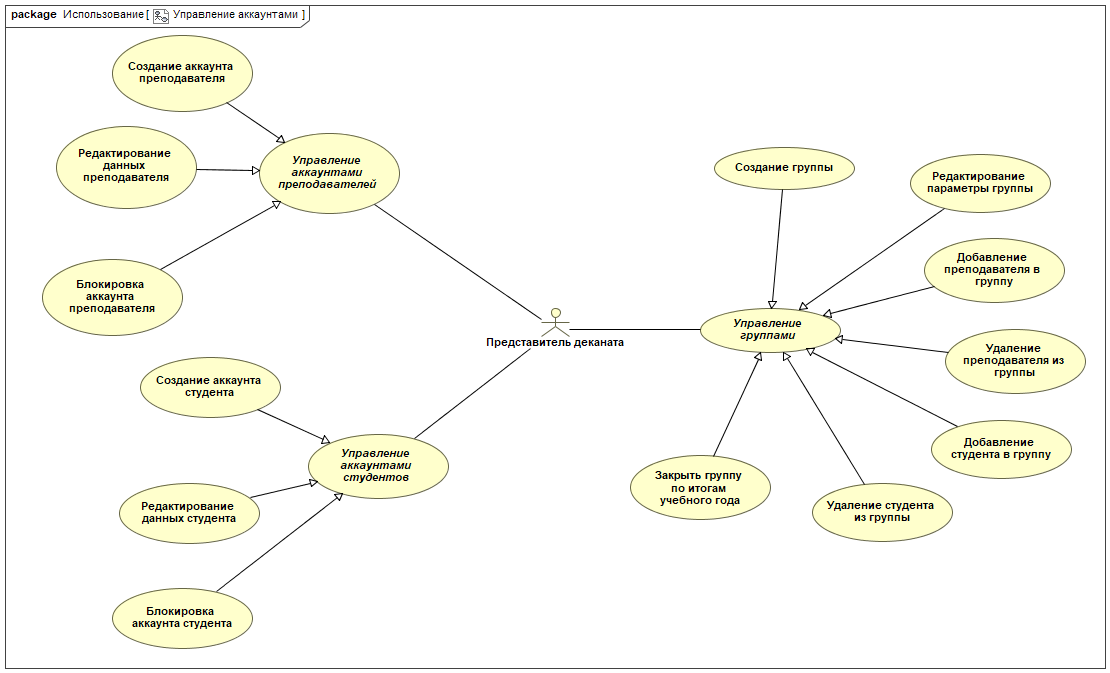 package Использование [ Управление аккаунтами ]
Создание аккаунта
преподавателя
Редактирование
данных
преподавателя
Управление
аккаунтами
преподавателей
Блокировка
аккаунта
преподавателя
Создание группы
Редактирование
параметры группы
Добавление
преподавателя в
группу
Представитель деканата
Управление
группами
Удаление
преподавателя из
группы
Создание аккаунта
студента
Управление
аккаунтами
студентов
Добавление
студента в группу
Закрыть группу
по итогам
учебного года
Редактирование
данных студента
Удаление студента
из группы
Блокировка
аккаунта студента